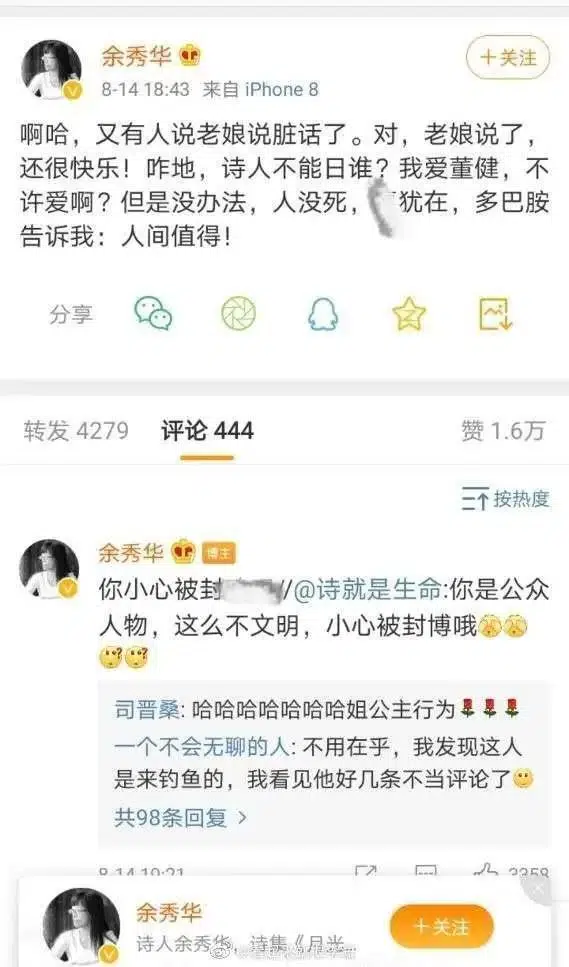 余秀华
+关注
8-14 18:43 来自 iPhone 8
啊哈，又有人说老娘说脏话了。对，老娘说了，
还很快乐！咋地，诗人不能日谁？我爱董健，不
许爱啊？但是没办法，人没死，犹在，多巴胺
告诉我：人间值得！
分享
转发 4279 评论 444 赞 1.6万
按热度
余秀华 博主
你小心被封//@诗就是生命:你是公众
人物，这么不文明，小心被封博哦
司晋桑: 哈哈哈哈哈哈哈姐公主行为🌹🌹🌹
一个不会无聊的人: 不用在乎，我发现这人
是来钓鱼的，我看见他好几条不当评论了
共98条回复 >
8-14 19:21 3358
余秀华
+关注
诗人余秀华，诗集《月光